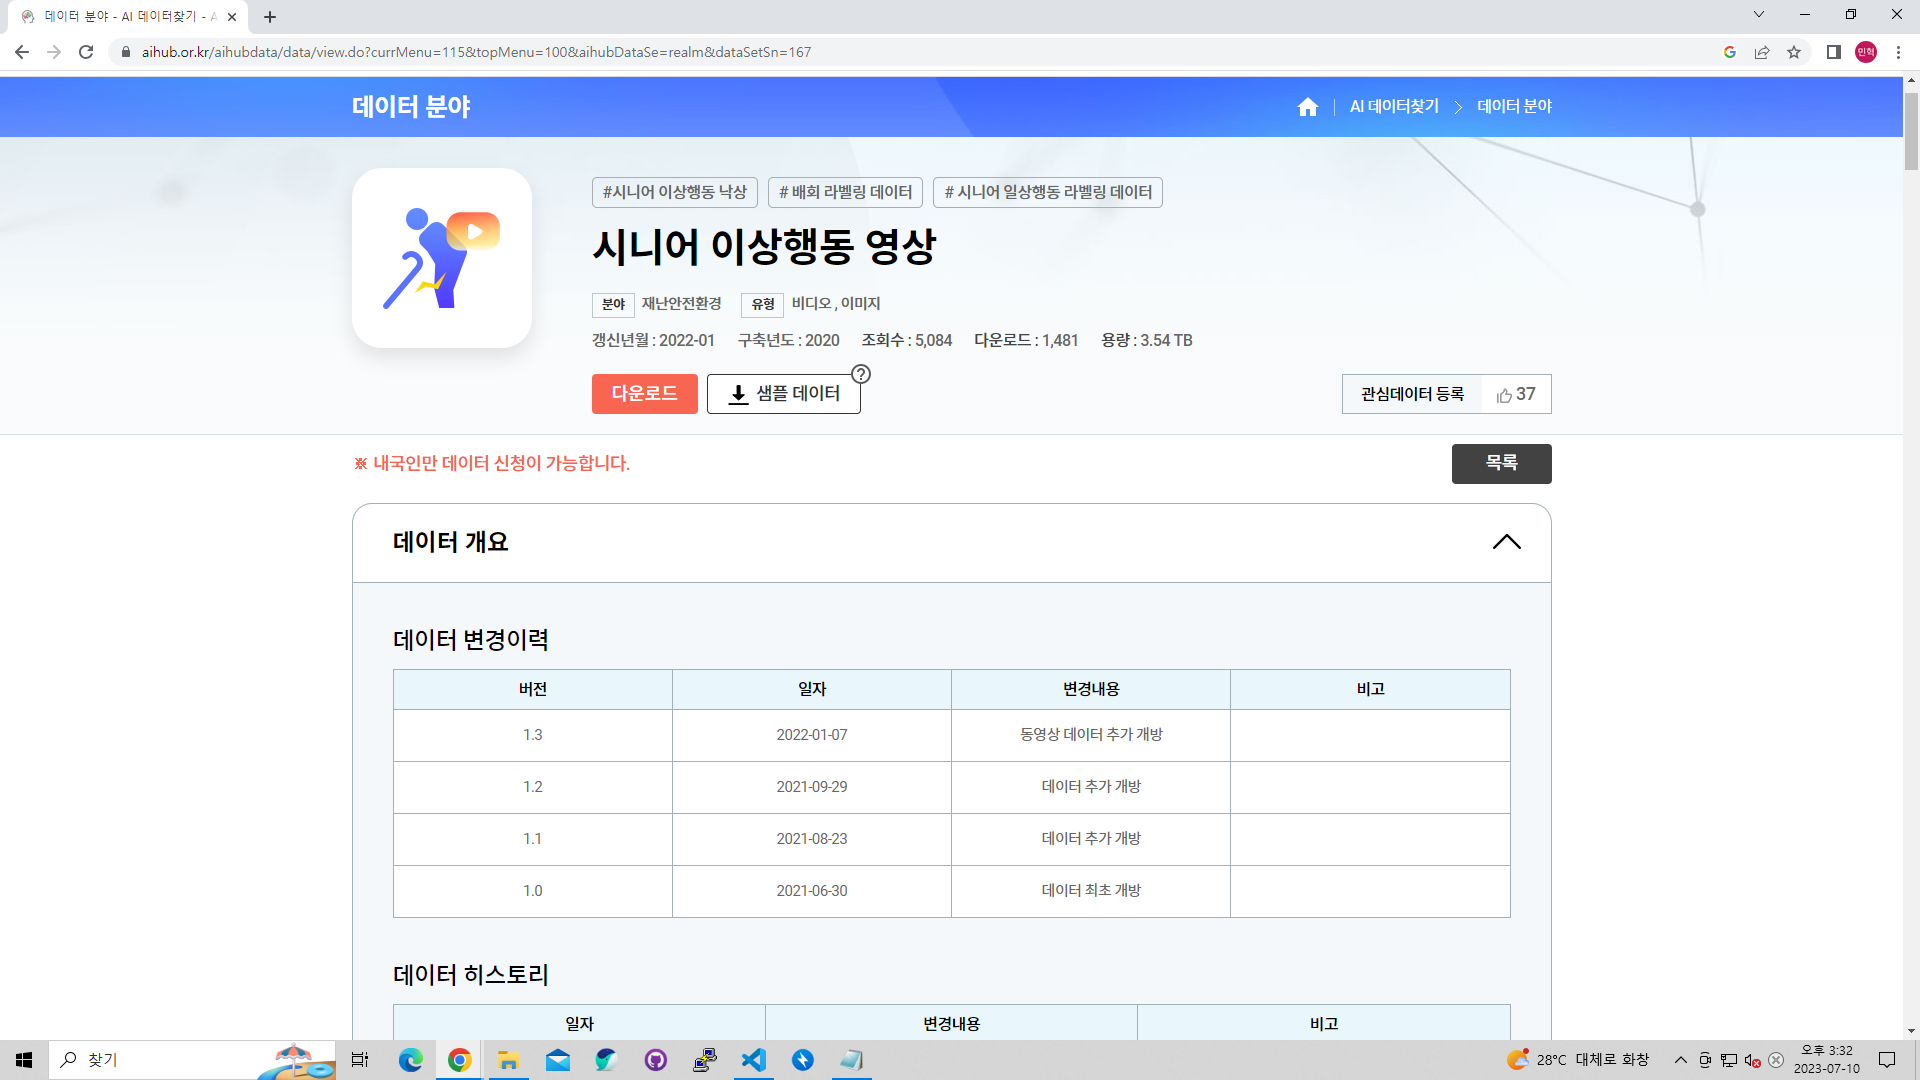 데이터 분야 - AI 데이터찾기 - A
aihub.or.kr/aihubdata/data/view.do?currMenu=115&topMenu=100&aihubDataSe=realm&dataSetSn=167
민혁
데이터 분야
AI 데이터찾기 데이터 분야
#시니어 이상행동 낙상 # 배회 라벨링 데이터 # 시니어 일상행동 라벨링 데이터
시니어 이상행동 영상
분야 재난안전환경 유형 비디오 , 이미지
갱신년월 : 2022-01 구축년도 : 2020 조회수 : 5,084 다운로드 : 1,481 용량 : 3.54 TB
다운로드 샘플 데이터 ? 관심데이터 등록 37
※ 내국인만 데이터 신청이 가능합니다. 목록
데이터 개요
데이터 변경이력
버전 일자 변경내용 비고
1.3 2022-01-07 동영상 데이터 추가 개방
1.2 2021-09-29 데이터 추가 개방
1.1 2021-08-23 데이터 추가 개방
1.0 2021-06-30 데이터 최초 개방
데이터 히스토리
일자 변경내용 비고
찾기 28°C 대체로 화창 오후 3:32
2023-07-10